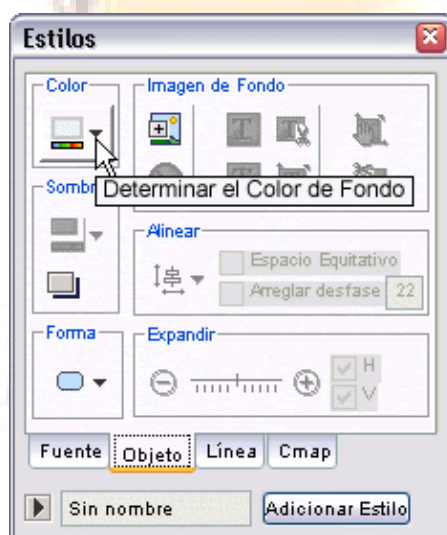 Estilos
Color
Imagen de Fondo
Determinar el Color de Fondo
Sombr
Alinear
Espacio Equitativo
Arreglar desfase 22
Forma
Expandir
H
V
Fuente Objeto Línea Cmap
Sin nombre Adicionar Estilo